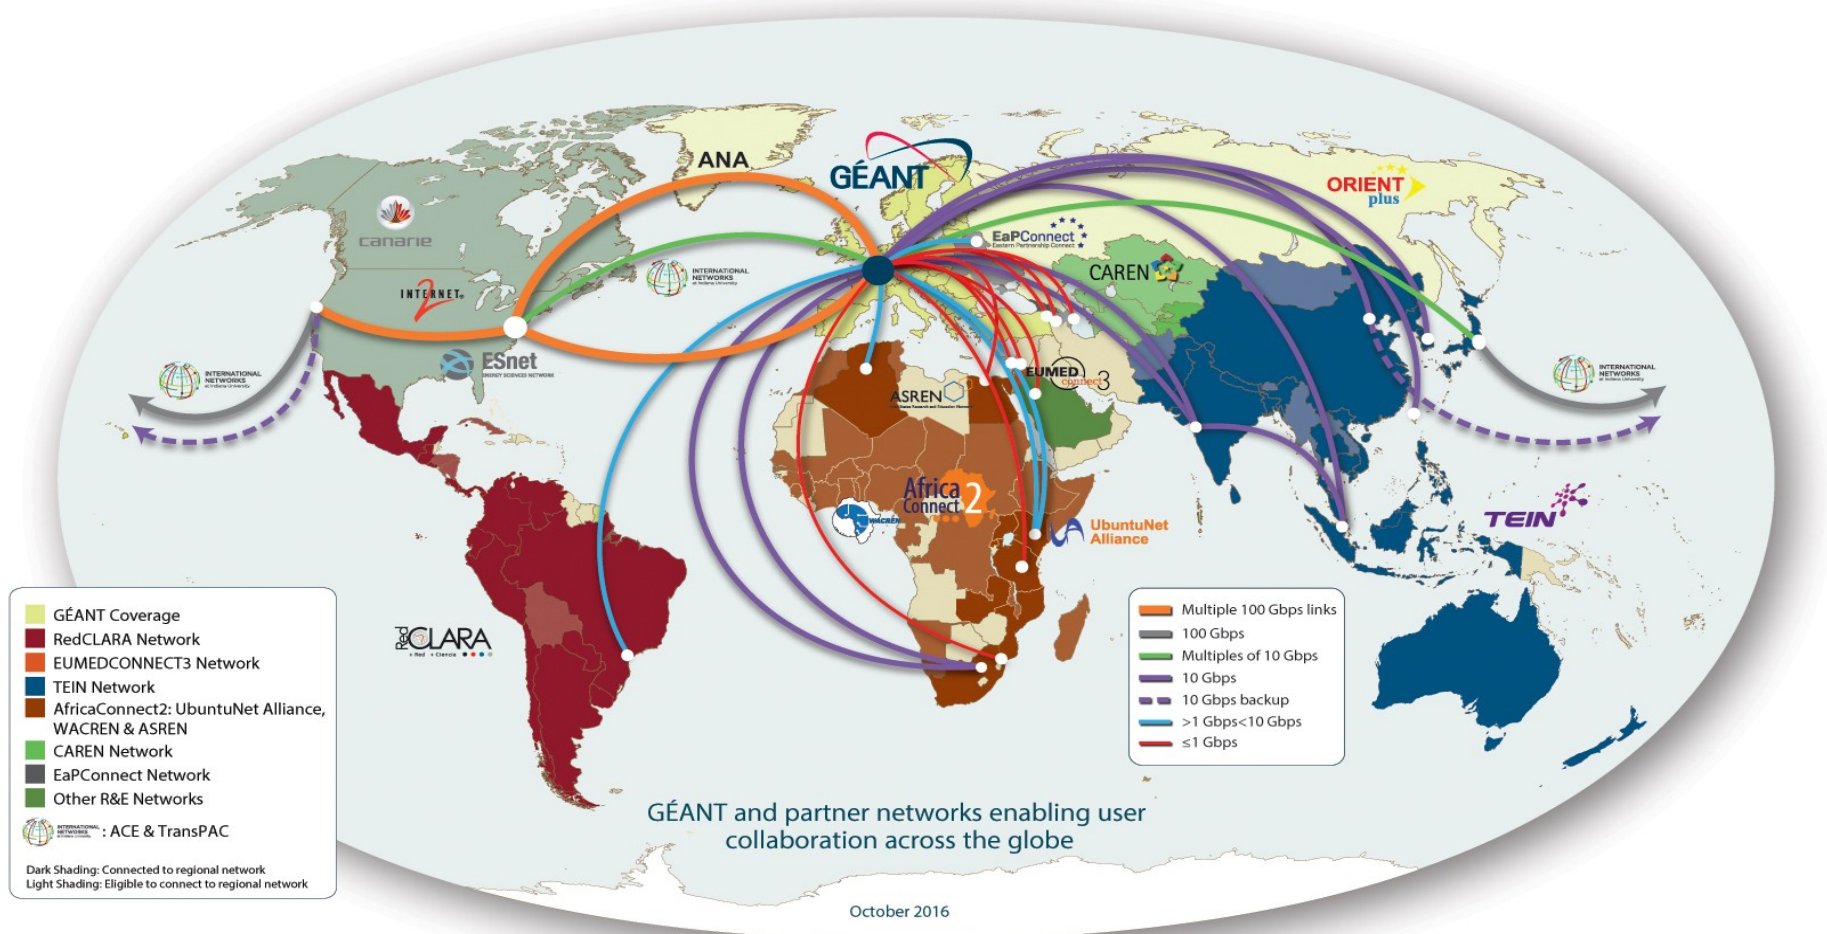 ANA
GÉANT
ORIENT
plus
canarie
EaPConnect
Eastern Partnership Connect
CAREN
INTERNATIONAL
NETWORKS
at Indiana University
INTERNET
2
ESnet
ENERGY SCIENCES NETWORK
INTERNATIONAL
NETWORKS
at Indiana University
INTERNATIONAL
NETWORKS
at Indiana University
EUMED
connect3
ASREN
Africa
Connect 2
WACREN
UbuntuNet
Alliance
TEIN
RedCLARA
GÉANT Coverage
RedCLARA Network
EUMEDCONNECT3 Network
TEIN Network
AfricaConnect2: UbuntuNet Alliance,
WACREN & ASREN
CAREN Network
EaPConnect Network
Other R&E Networks
INTERNATIONAL
NETWORKS
: ACE & TransPAC
Dark Shading: Connected to regional network
Light Shading: Eligible to connect to regional network
Multiple 100 Gbps links
100 Gbps
Multiples of 10 Gbps
10 Gbps
10 Gbps backup
>1 Gbps<10 Gbps
≤1 Gbps
GÉANT and partner networks enabling user
collaboration across the globe
October 2016